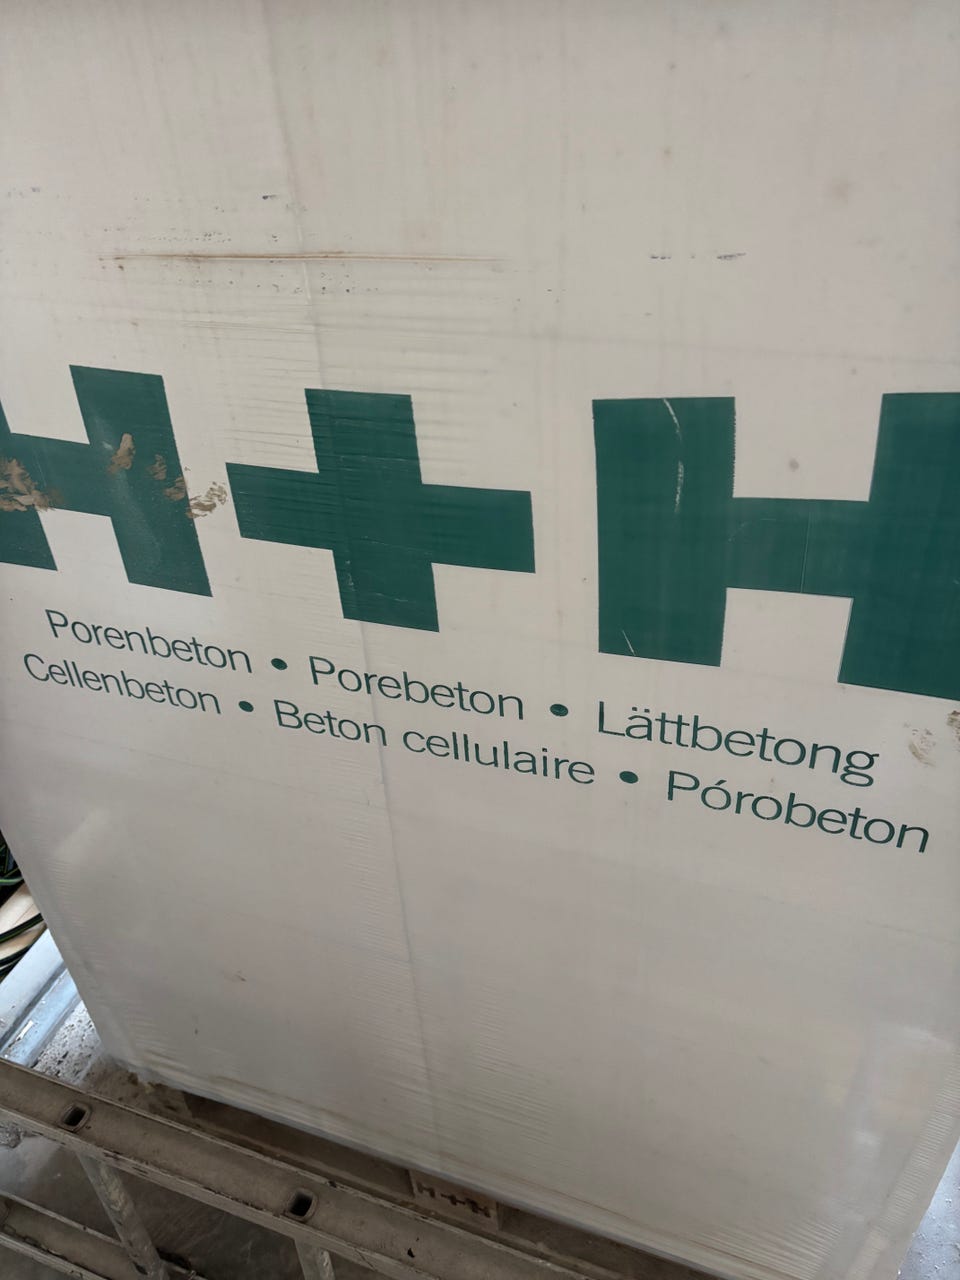 H+H
Porenbeton • Porebeton • Lättbetong
Cellenbeton • Beton cellulaire • Pórobeton
H+H